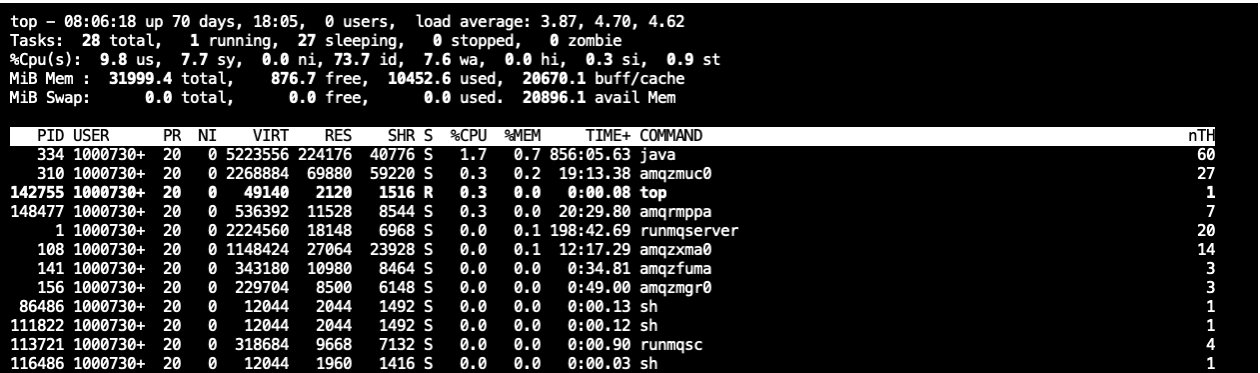 top - 08:06:18 up 70 days, 18:05,  0 users,  load average: 3.87, 4.70, 4.62
Tasks:  28 total,   1 running,  27 sleeping,   0 stopped,   0 zombie
%Cpu(s):  9.8 us,  7.7 sy,  0.0 ni, 73.7 id,  7.6 wa,  0.0 hi,  0.3 si,  0.9 st
MiB Mem :  31999.4 total,    876.7 free,  10452.6 used,  20670.1 buff/cache
MiB Swap:      0.0 total,      0.0 free,      0.0 used.  20896.1 avail Mem
PID USER PR NI VIRT RES SHR S %CPU %MEM TIME+ COMMAND nTH
334 1000730+ 20 0 5223556 224176 40776 S 1.7 0.7 856:05.63 java 60
310 1000730+ 20 0 2268884 69880 59220 S 0.3 0.2 19:13.38 amqzmuc0 27
142755 1000730+ 20 0 49140 2120 1516 R 0.3 0.0 0:00.08 top 1
148477 1000730+ 20 0 536392 11528 8544 S 0.3 0.0 20:29.80 amqrmppa 7
1 1000730+ 20 0 2224560 18148 6968 S 0.0 0.1 198:42.69 runmqserver 20
108 1000730+ 20 0 1148424 27064 23928 S 0.0 0.1 12:17.29 amqzxma0 14
141 1000730+ 20 0 343180 10980 8464 S 0.0 0.0 0:34.81 amqzfuma 3
156 1000730+ 20 0 229704 8500 6148 S 0.0 0.0 0:49.00 amqzmgr0 3
86486 1000730+ 20 0 12044 2044 1492 S 0.0 0.0 0:00.13 sh 1
111822 1000730+ 20 0 12044 2044 1492 S 0.0 0.0 0:00.12 sh 1
113721 1000730+ 20 0 318684 9668 7132 S 0.0 0.0 0:00.90 runmqsc 4
116486 1000730+ 20 0 12044 1960 1416 S 0.0 0.0 0:00.03 sh 1